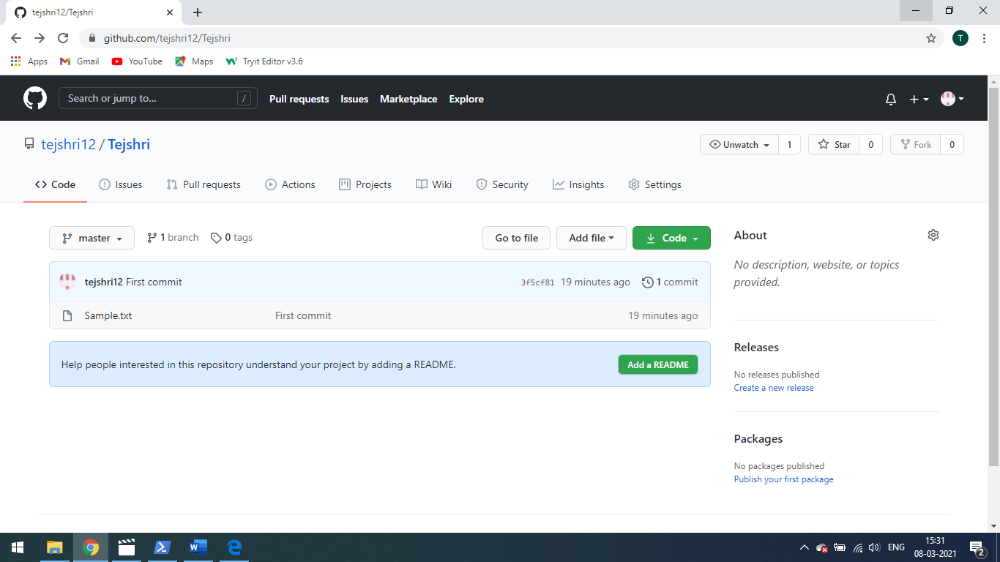 tejshri12/Tejshri
github.com/tejshri12/Tejshri
T
Apps Gmail YouTube Maps Tryit Editor v3.6
Search or jump to... / Pull requests Issues Marketplace Explore
tejshri12 / Tejshri Unwatch 1 Star 0 Fork 0
Code Issues Pull requests Actions Projects Wiki Security Insights Settings
master 1 branch 0 tags Go to file Add file Code
tejshri12 First commit 3f5cf81 19 minutes ago 1 commit
Sample.txt First commit 19 minutes ago
Help people interested in this repository understand your project by adding a README. Add a README
About
No description, website, or topics
provided.
Releases
No releases published
Create a new release
Packages
No packages published
Publish your first package
ENG 15:31
08-03-2021 2